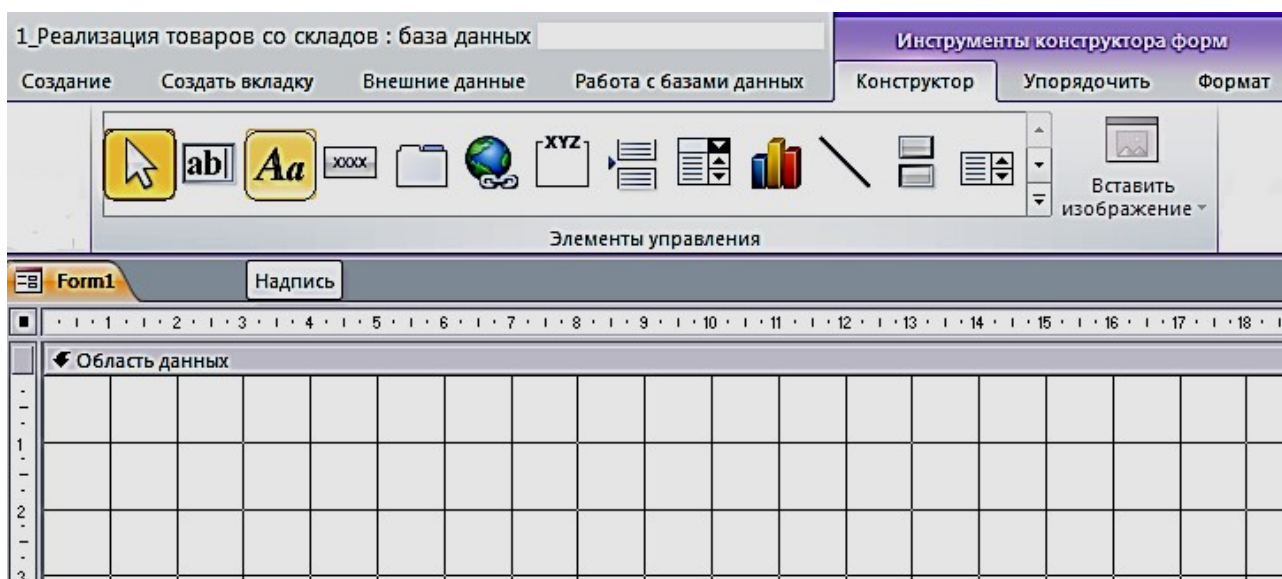 1_Реализация товаров со складов : база данных
Инструменты конструктора форм
Создание Создать вкладку Внешние данные Работа с базами данных Конструктор Упорядочить Формат
ab Aa XXXX XYZ
Вставить
изображение
Элементы управления
Form1 Надпись
1 2 3 4 5 6 7 8 9 10 11 12 13 14 15 16 17 18
Область данных
1
2
3